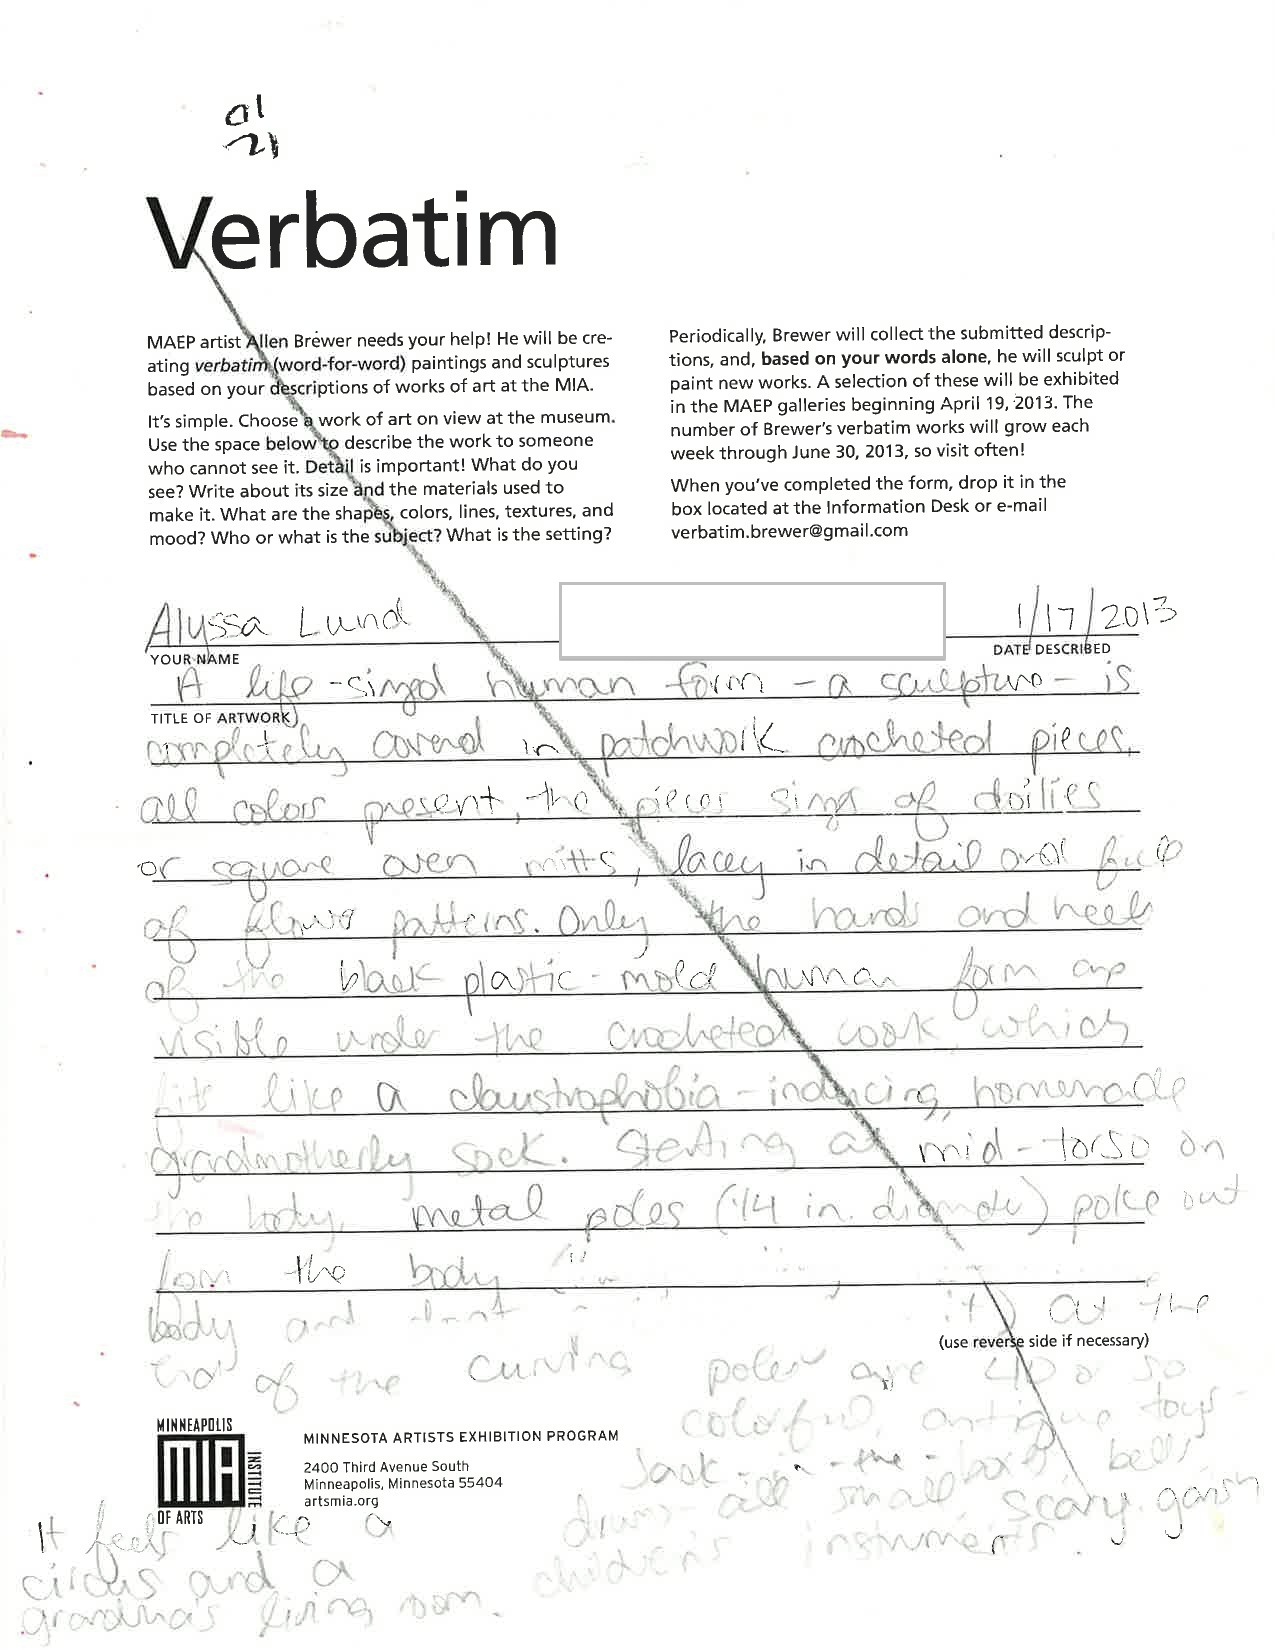 01
21
Verbatim
MAEP artist Allen Brewer needs your help! He will be cre-
ating verbatim (word-for-word) paintings and sculptures
based on your descriptions of works of art at the MIA.
It's simple. Choose a work of art on view at the museum.
Use the space below to describe the work to someone
who cannot see it. Detail is important! What do you
see? Write about its size and the materials used to
make it. What are the shapes, colors, lines, textures, and
mood? Who or what is the subject? What is the setting?
Periodically, Brewer will collect the submitted descrip-
tions, and, based on your words alone, he will sculpt or
paint new works. A selection of these will be exhibited
in the MAEP galleries beginning April 19, 2013. The
number of Brewer's verbatim works will grow each
week through June 30, 2013, so visit often!
When you've completed the form, drop it in the
box located at the Information Desk or e-mail
verbatim.brewer@gmail.com
Alyssa Lund 1/17/2013
YOUR NAME DATE DESCRIBED
A life-sized human form - a sculpture - is
TITLE OF ARTWORK
completely covered in patchwork crocheted pieces,
all colors present, the pieces sized of doilies
or square oven mitts, lacey in detail and full
of flower patterns. Only the hands and heels
of the black plastic-mold human form are
visible under the crocheted cook, which
fits like a claustrophobia-inducing, homemade
grandmotherly sock. Starting at mid-torso on
the body, metal poles (1/4 in. diameter) poke out
from the body
body and it) at the
end of the curving poles are 40 or so
colorful, antique toys -
Jack-in-the-box, bells,
drums all small, scary, garish
children's instruments.
It feels like a
circus and a
grandma's living room.
(use reverse side if necessary)
MINNEAPOLIS
MIA
INSTITUTE
OF ARTS
MINNESOTA ARTISTS EXHIBITION PROGRAM
2400 Third Avenue South
Minneapolis, Minnesota 55404
artsmia.org